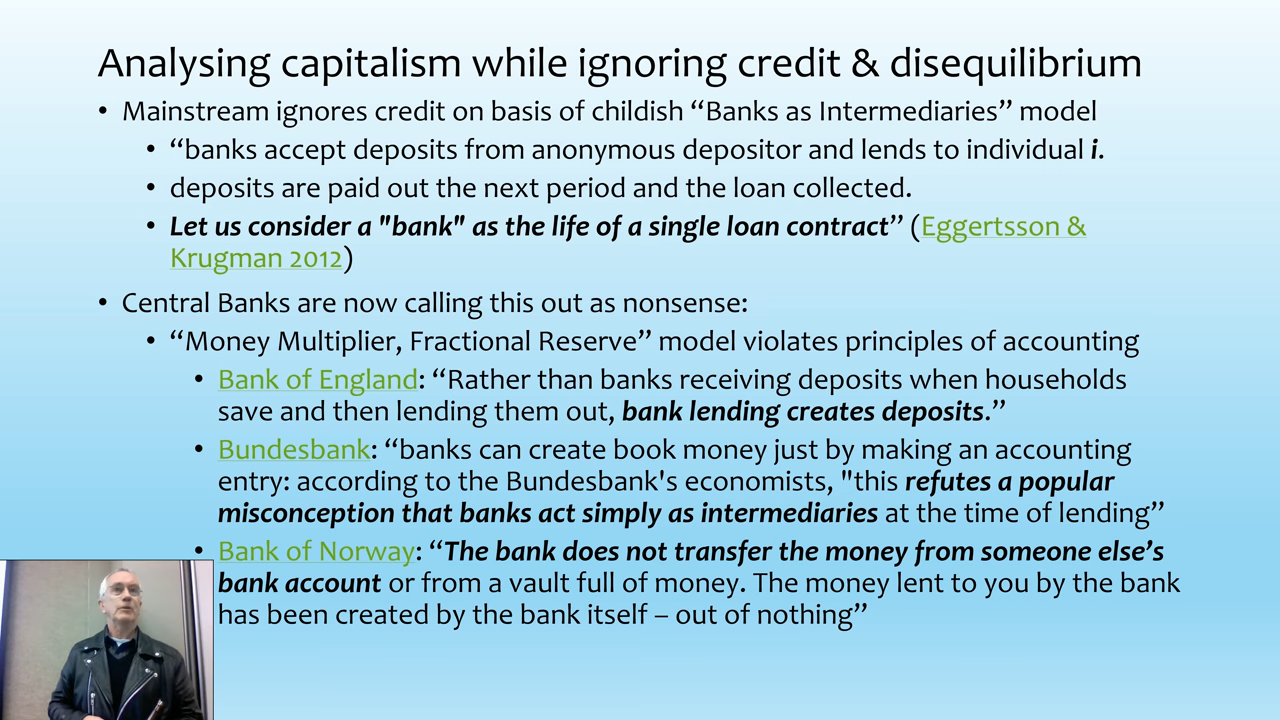 Analysing capitalism while ignoring credit & disequilibrium
• Mainstream ignores credit on basis of childish “Banks as Intermediaries” model
• “banks accept deposits from anonymous depositor and lends to individual i.
• deposits are paid out the next period and the loan collected.
• Let us consider a "bank" as the life of a single loan contract” (Eggertsson &
Krugman 2012)
• Central Banks are now calling this out as nonsense:
• “Money Multiplier, Fractional Reserve” model violates principles of accounting
• Bank of England: “Rather than banks receiving deposits when households
save and then lending them out, bank lending creates deposits.”
• Bundesbank: “banks can create book money just by making an accounting
entry: according to the Bundesbank's economists, "this refutes a popular
misconception that banks act simply as intermediaries at the time of lending”
• Bank of Norway: “The bank does not transfer the money from someone else’s
bank account or from a vault full of money. The money lent to you by the bank
has been created by the bank itself – out of nothing”